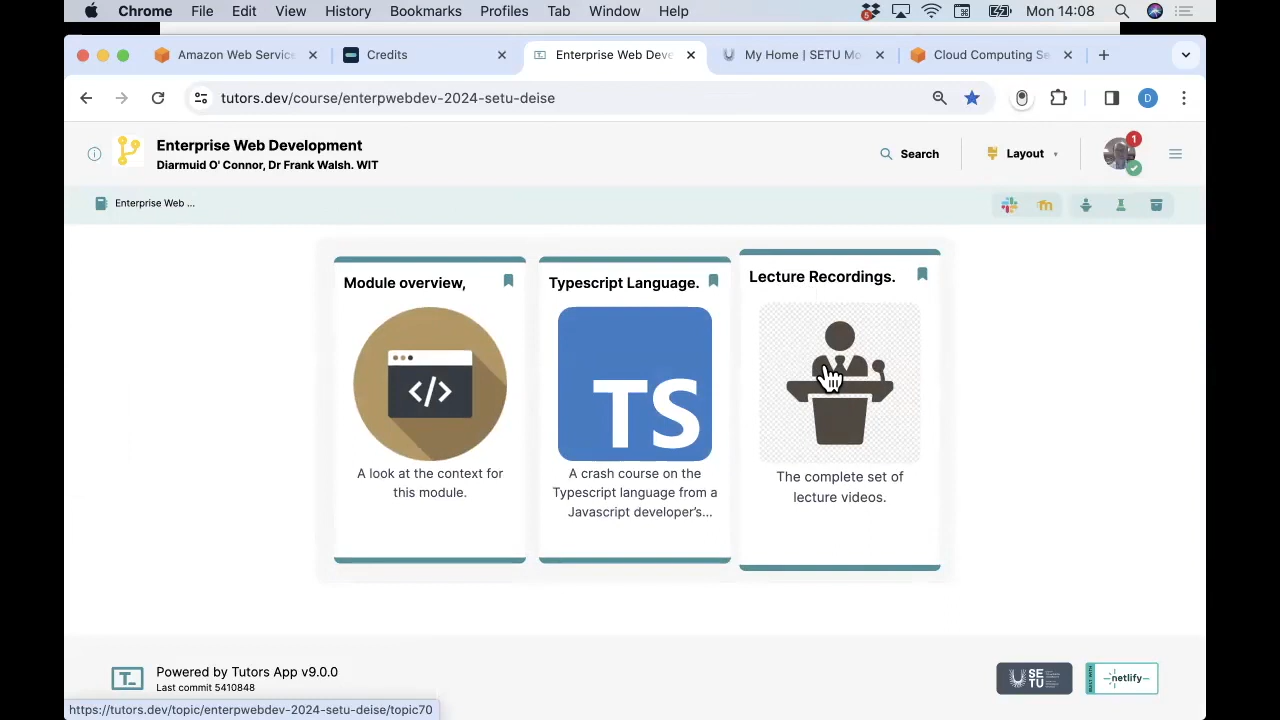 Chrome File Edit View History Bookmarks Profiles Tab Window Help
5
Mon 14:08
Amazon Web Service
Credits
Enterprise Web Deve
My Home | SETU Mo
Cloud Computing Se
tutors.dev/course/enterpwebdev-2024-setu-deise
D
Enterprise Web Development
Diarmuid O' Connor, Dr Frank Walsh. WIT
Search
Layout
1
Enterprise Web ...
m
Module overview,
</>
A look at the context for
this module.
Typescript Language.
TS
A crash course on the
Typescript language from a
Javascript developer's...
Lecture Recordings.
The complete set of
lecture videos.
T_
Powered by Tutors App v9.0.0
Last commit 5410848
SE
TU
netlify
https://tutors.dev/topic/enterpwebdev-2024-setu-deise/topic70